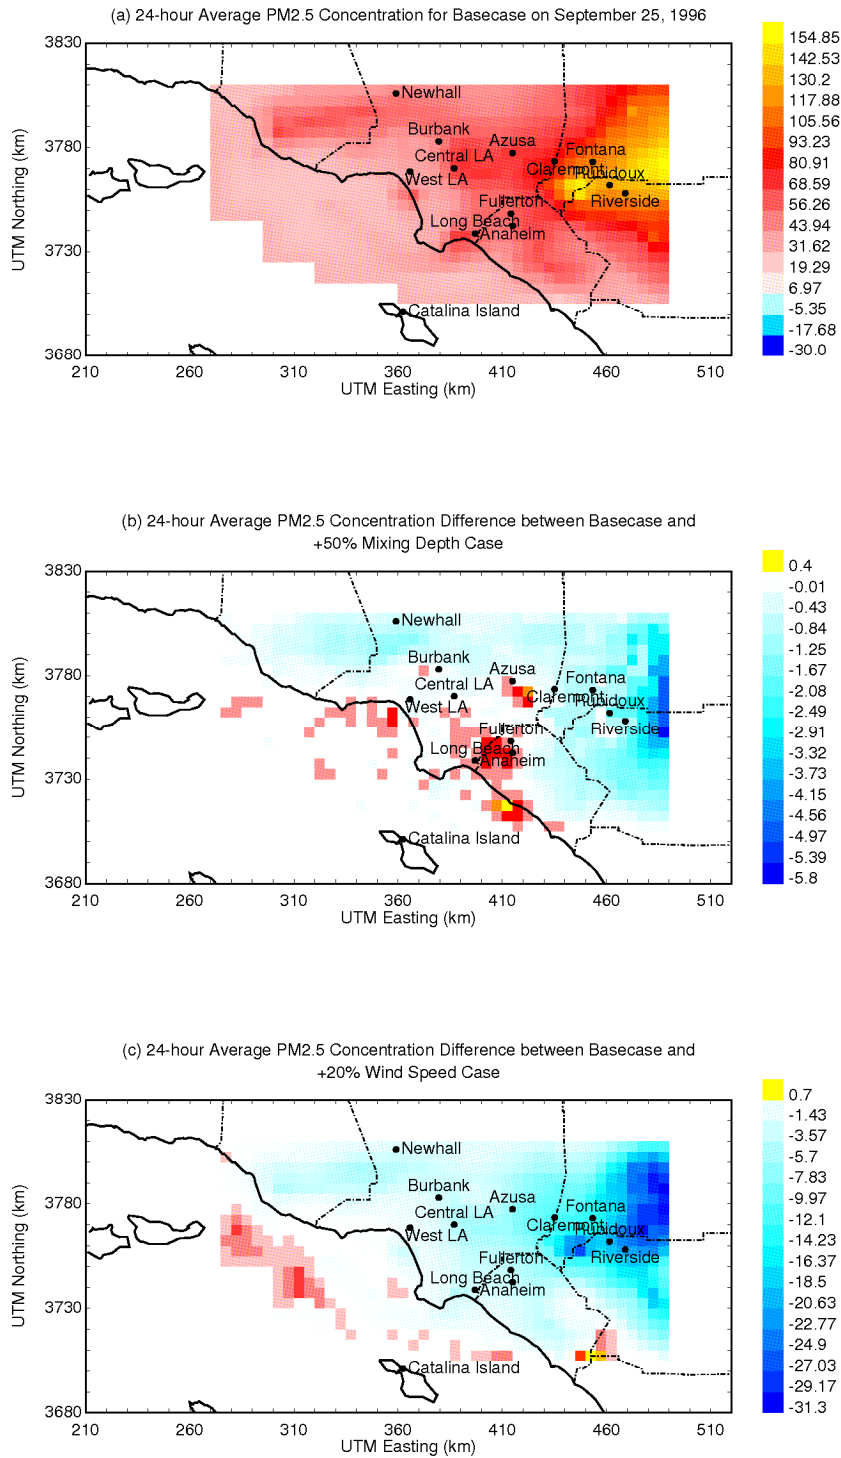 (a) 24-hour Average PM2.5 Concentration for Basecase on September 25, 1996
3830
3780
3730
3680
UTM Northing (km)
Newhall
Burbank
Azusa
Central LA
Fontana
Claremont
Rubidoux
West LA
Riverside
Fullerton
Long Beach
Anaheim
Catalina Island
210 260 310 360 410 460 510
UTM Easting (km)
154.85
142.53
130.2
117.88
105.56
93.23
80.91
68.59
56.26
43.94
31.62
19.29
6.97
-5.35
-17.68
-30.0
(b) 24-hour Average PM2.5 Concentration Difference between Basecase and
+50% Mixing Depth Case
3830
3780
3730
3680
UTM Northing (km)
Newhall
Burbank
Azusa
Central LA
Fontana
Claremont
Rubidoux
West LA
Riverside
Fullerton
Long Beach
Anaheim
Catalina Island
210 260 310 360 410 460 510
UTM Easting (km)
0.4
-0.01
-0.43
-0.84
-1.25
-1.67
-2.08
-2.49
-2.91
-3.32
-3.73
-4.15
-4.56
-4.97
-5.39
-5.8
(c) 24-hour Average PM2.5 Concentration Difference between Basecase and
+20% Wind Speed Case
3830
3780
3730
3680
UTM Northing (km)
Newhall
Burbank
Azusa
Central LA
Fontana
Claremont
Rubidoux
West LA
Riverside
Fullerton
Long Beach
Anaheim
Catalina Island
210 260 310 360 410 460 510
UTM Easting (km)
0.7
-1.43
-3.57
-5.7
-7.83
-9.97
-12.1
-14.23
-16.37
-18.5
-20.63
-22.77
-24.9
-27.03
-29.17
-31.3